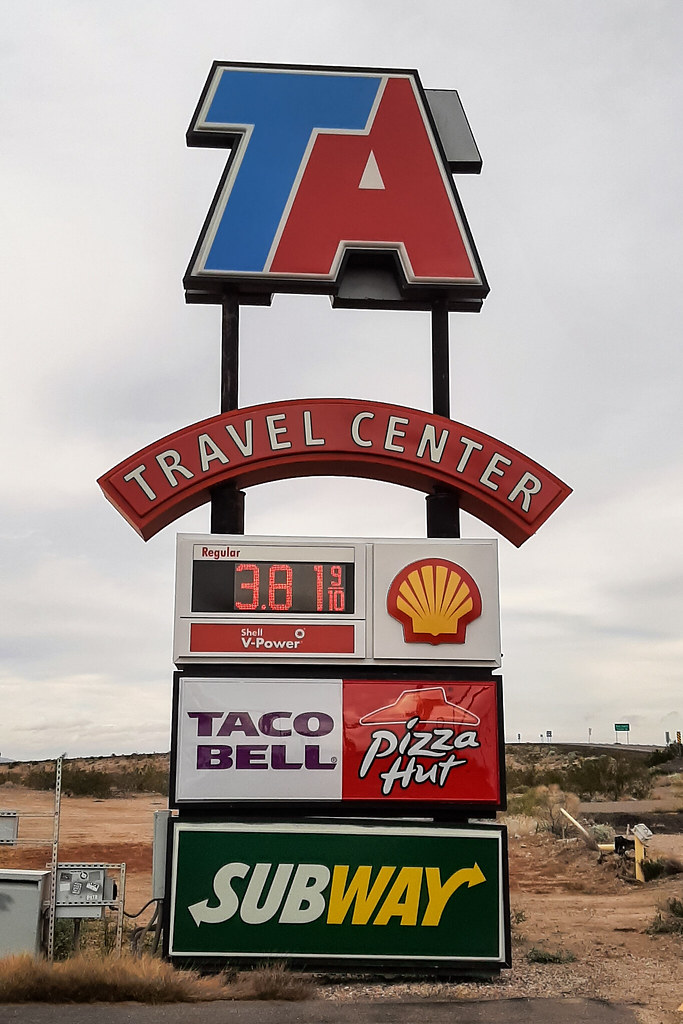 TA
TRAVEL CENTER
Regular
3.81 9/10
Shell
V-Power
TACO
BELL
Pizza
Hut
SUBWAY